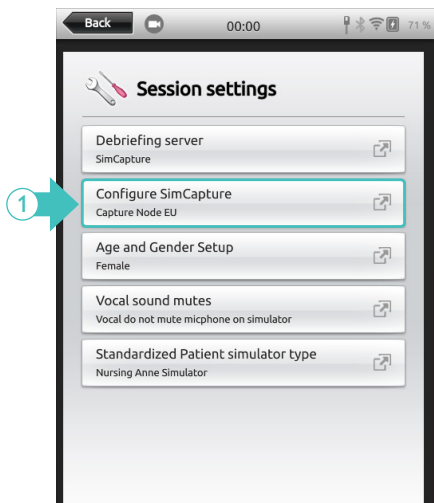 Back
00:00
71 %
Session settings
Debriefing server
SimCapture
Configure SimCapture
Capture Node EU
1
Age and Gender Setup
Female
Vocal sound mutes
Vocal do not mute micphone on simulator
Standardized Patient simulator type
Nursing Anne Simulator